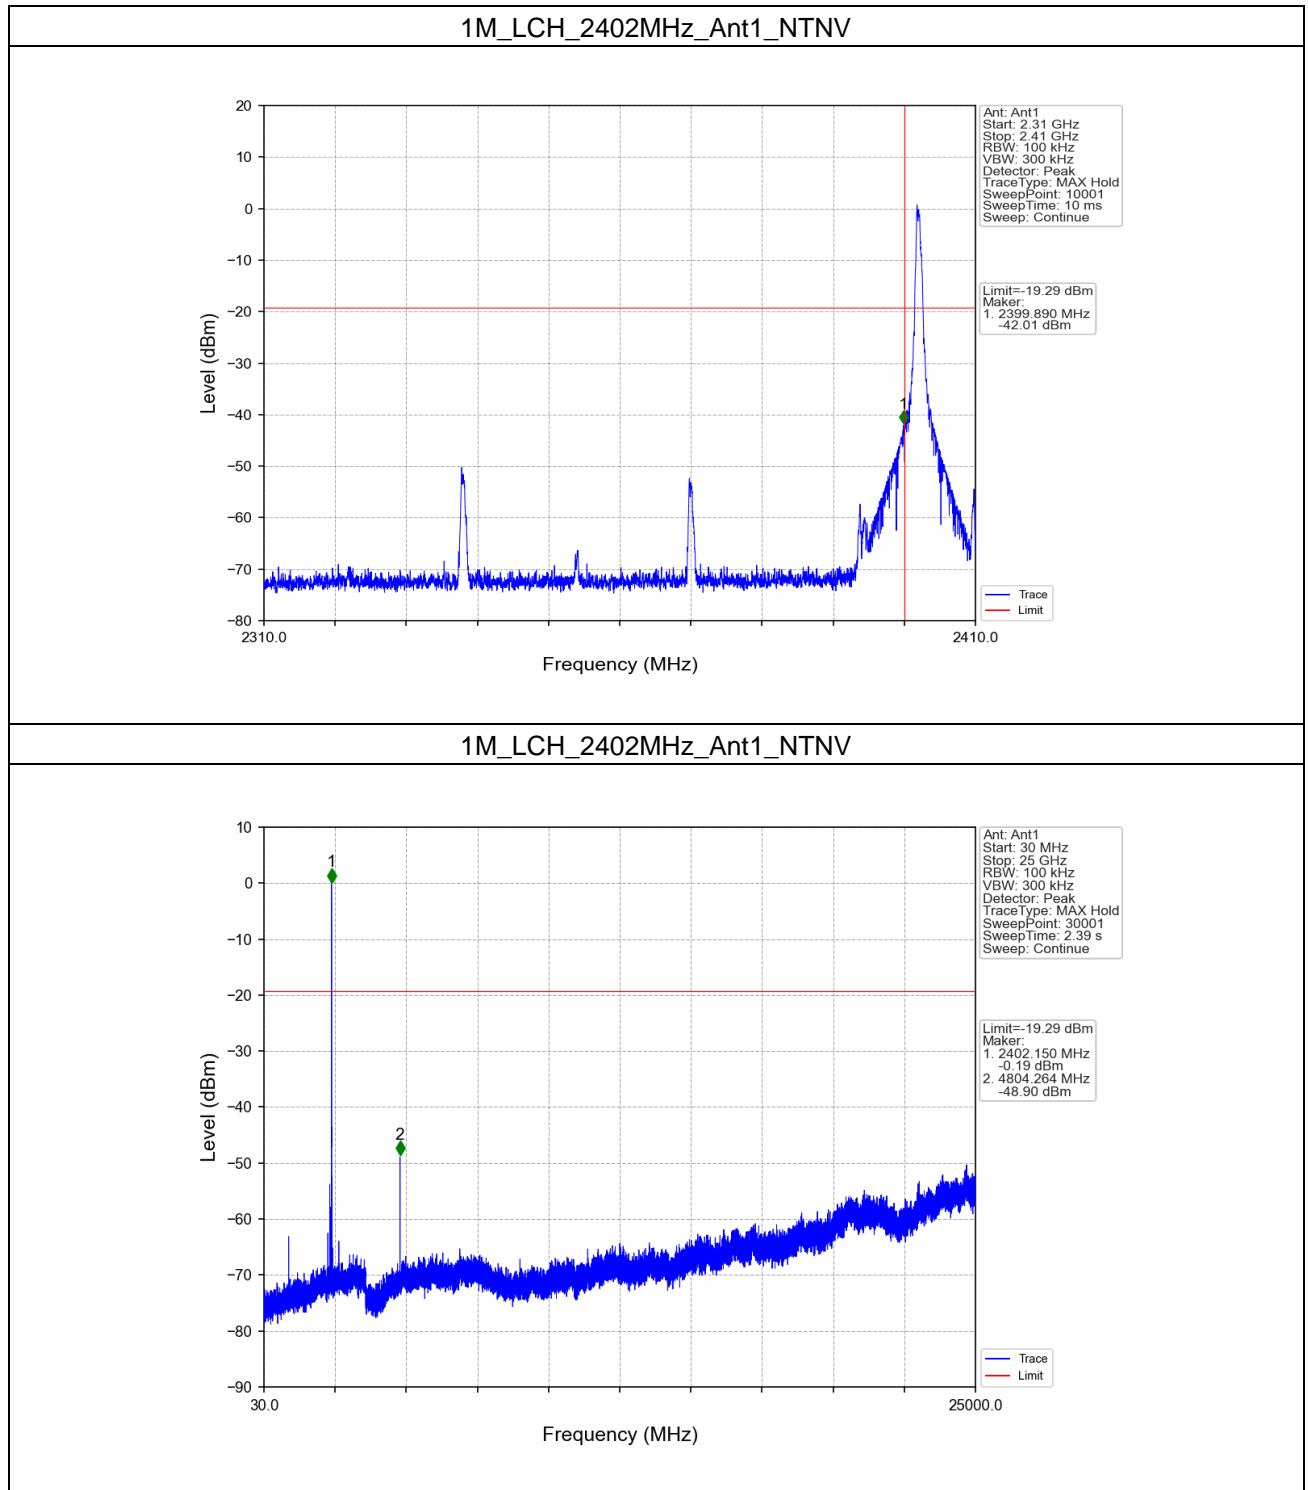 1M_LCH_2402MHz_Ant1_NTNV
20
10
0
−10
−20
−30
−40
−50
−60
−70
−80
Level (dBm)
1
2310.0
2410.0
Frequency (MHz)
Ant: Ant1
Start: 2.31 GHz
Stop: 2.41 GHz
RBW: 100 kHz
VBW: 300 kHz
Detector: Peak
TraceType: MAX Hold
SweepPoint: 10001
SweepTime: 10 ms
Sweep: Continue
Limit=-19.29 dBm
Maker:
1. 2399.890 MHz
-42.01 dBm
Trace
Limit
1M_LCH_2402MHz_Ant1_NTNV
10
0
−10
−20
−30
−40
−50
−60
−70
−80
−90
Level (dBm)
1
2
30.0
25000.0
Frequency (MHz)
Ant: Ant1
Start: 30 MHz
Stop: 25 GHz
RBW: 100 kHz
VBW: 300 kHz
Detector: Peak
TraceType: MAX Hold
SweepPoint: 30001
SweepTime: 2.39 s
Sweep: Continue
Limit=-19.29 dBm
Maker:
1. 2402.150 MHz
-0.19 dBm
2. 4804.264 MHz
-48.90 dBm
Trace
Limit